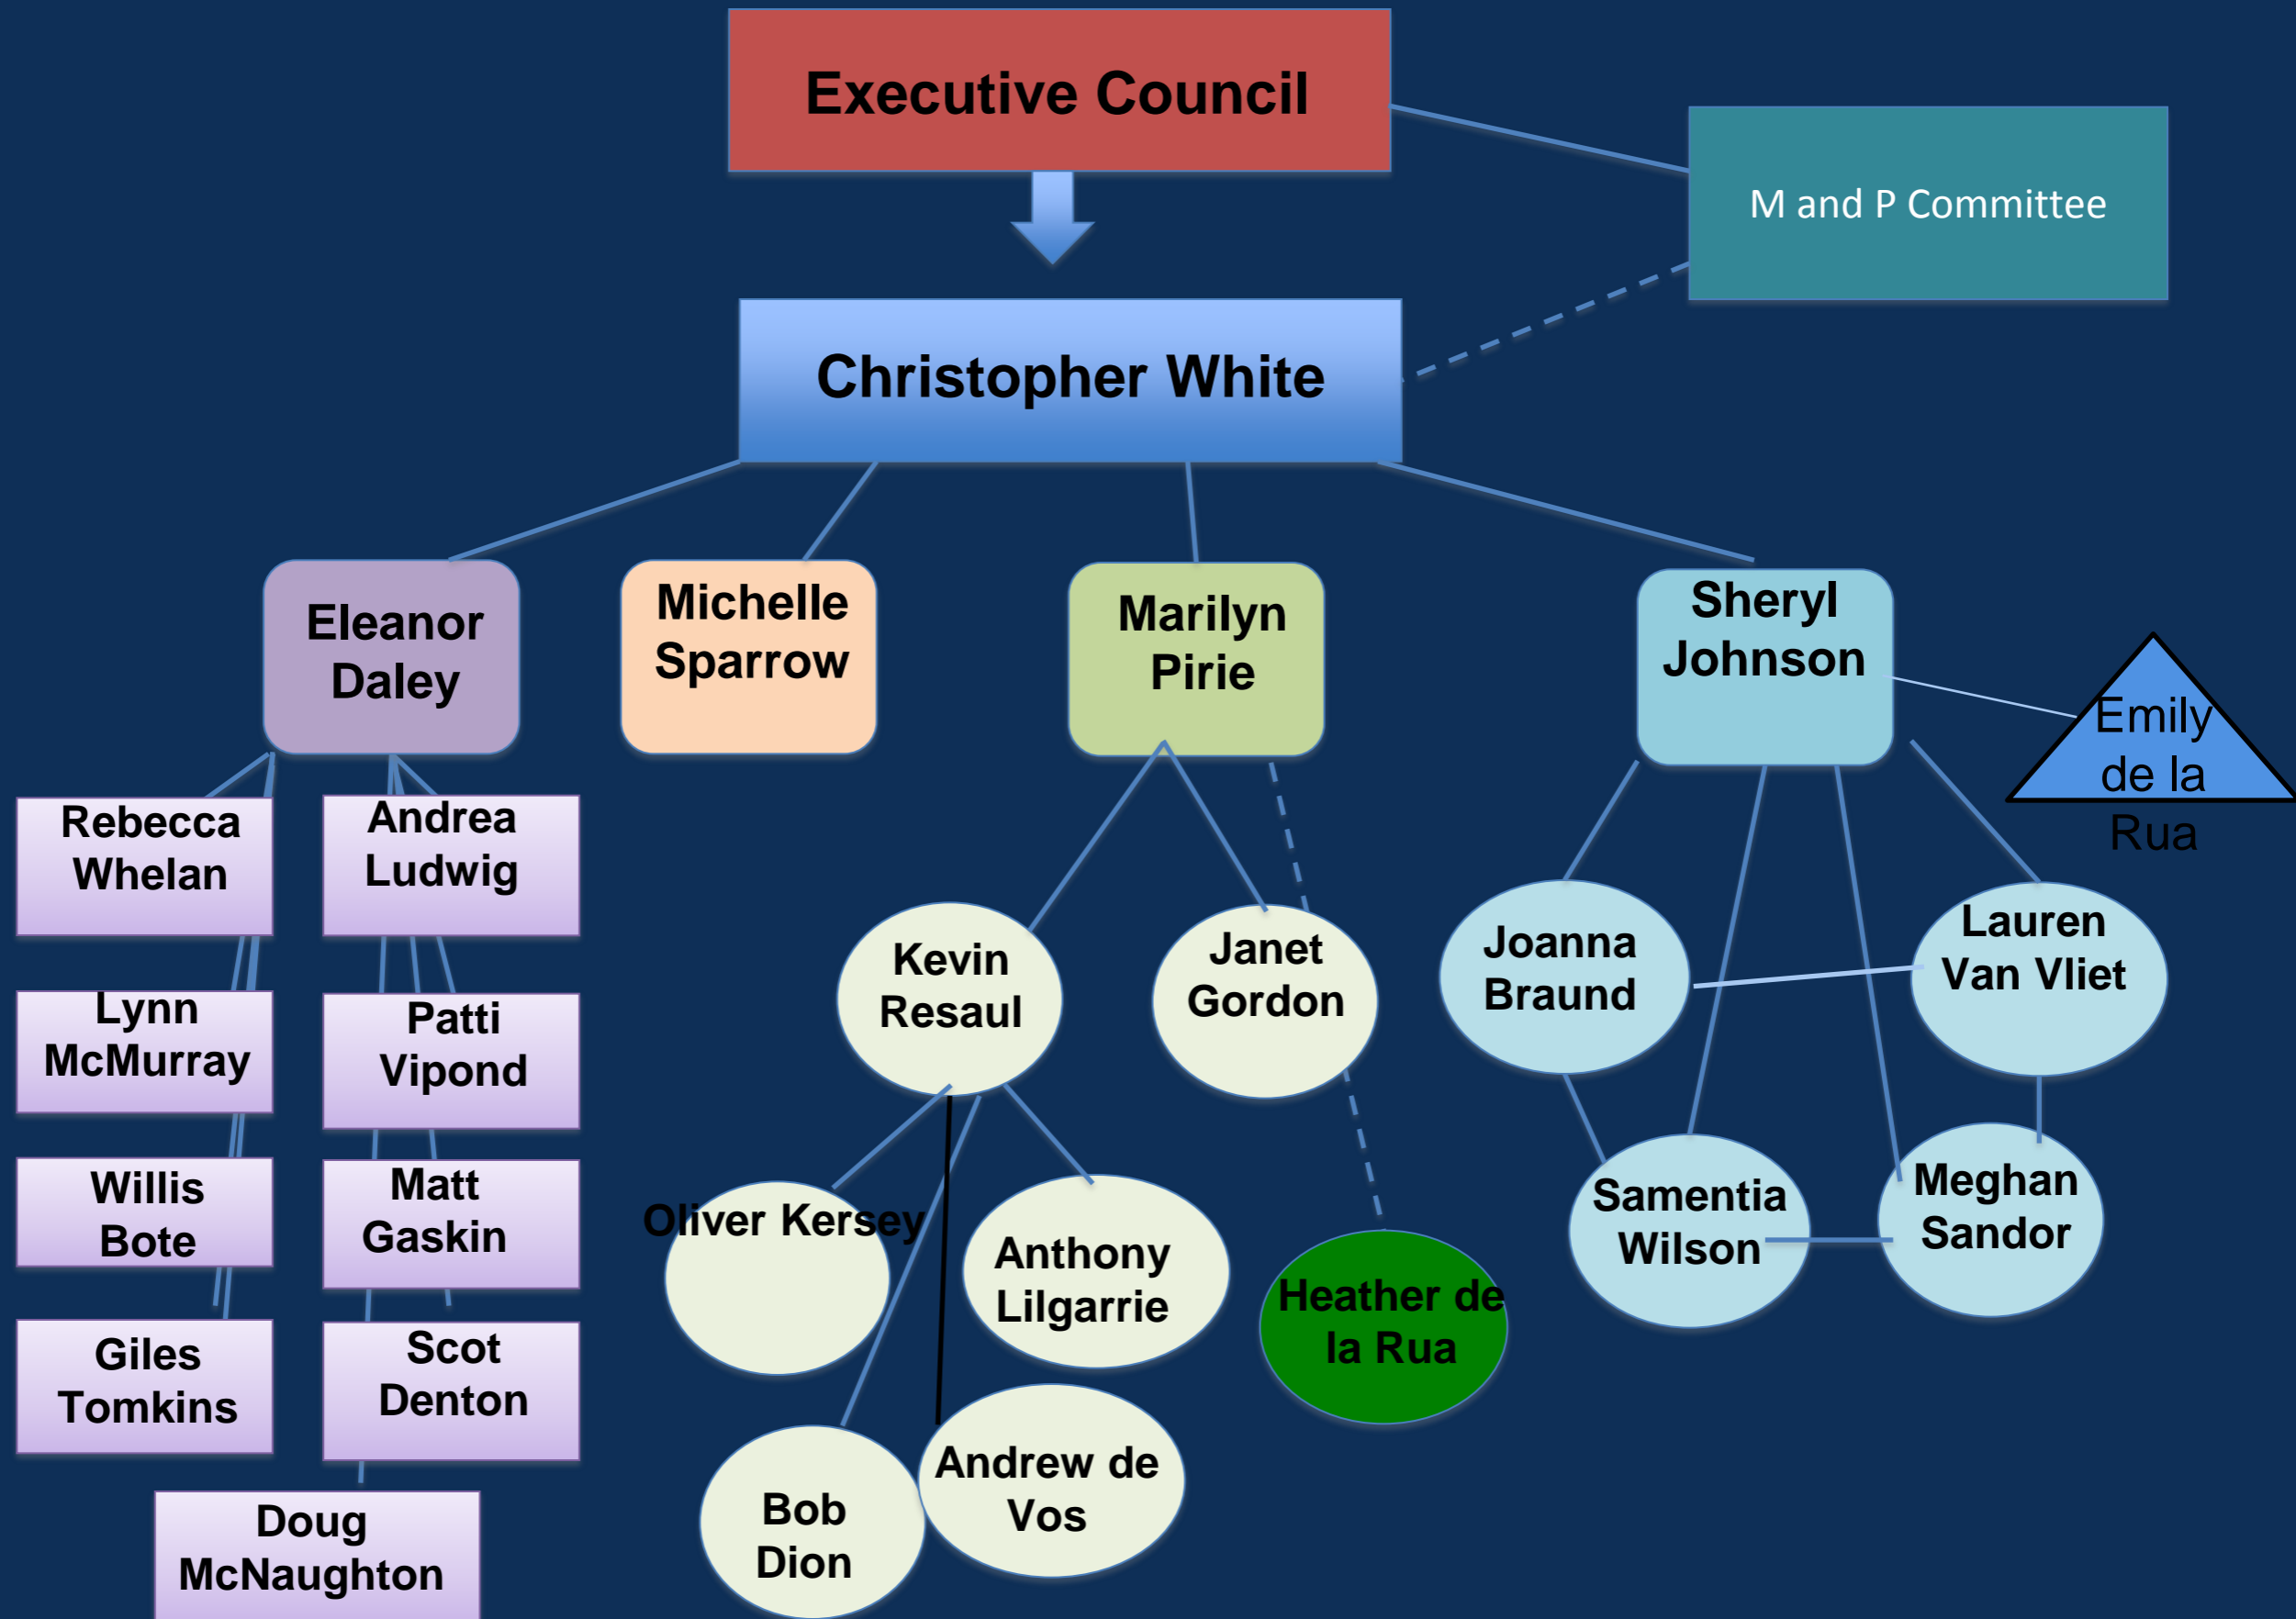 Executive Council
M and P Committee
Christopher White
Eleanor
Daley
Michelle
Sparrow
Marilyn
Pirie
Sheryl
Johnson
Emily
de la
Rua
Rebecca
Whelan
Andrea
Ludwig
Kevin
Resaul
Janet
Gordon
Joanna
Braund
Lauren
Van Vliet
Lynn
McMurray
Patti
Vipond
Willis
Bote
Matt
Gaskin
Oliver Kersey
Anthony
Lilgarrie
Heather de
la Rua
Samentia
Wilson
Meghan
Sandor
Giles
Tomkins
Scot
Denton
Bob
Dion
Andrew de
Vos
Doug
McNaughton